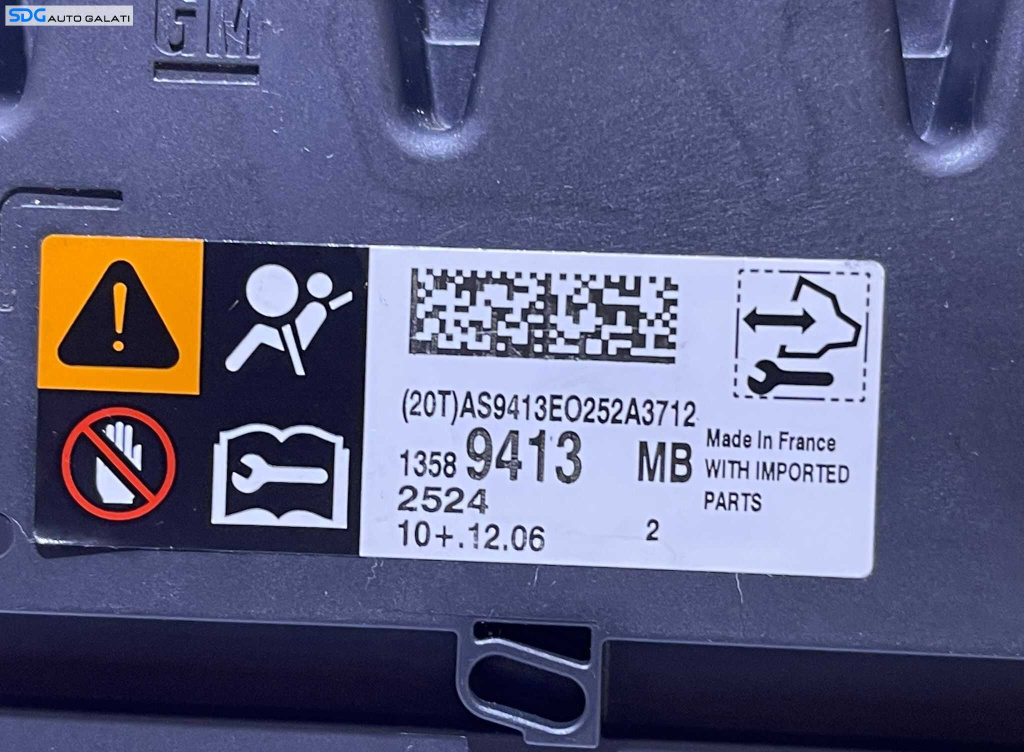 SDG AUTO GALATI
GM
(20T)AS9413EO252A3712
1358 9413 MB
2524
10+.12.06 2
Made In France
WITH IMPORTED
PARTS